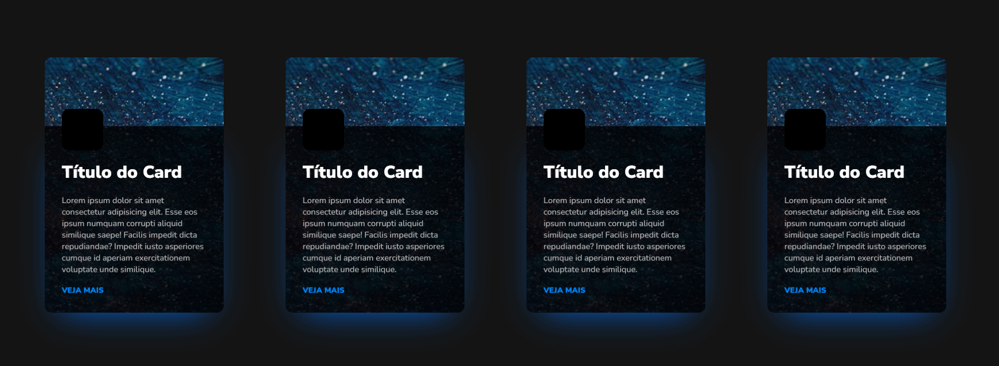 Título do Card
Lorem ipsum dolor sit amet
consectetur adipisicing elit. Esse eos
ipsum numquam corrupti aliquid
similique saepe! Facilis impedit dicta
repudiandae? Impedit iusto asperiores
cumque id aperiam exercitationem
voluptate unde similique.
VEJA MAIS
Título do Card
Lorem ipsum dolor sit amet
consectetur adipisicing elit. Esse eos
ipsum numquam corrupti aliquid
similique saepe! Facilis impedit dicta
repudiandae? Impedit iusto asperiores
cumque id aperiam exercitationem
voluptate unde similique.
VEJA MAIS
Título do Card
Lorem ipsum dolor sit amet
consectetur adipisicing elit. Esse eos
ipsum numquam corrupti aliquid
similique saepe! Facilis impedit dicta
repudiandae? Impedit iusto asperiores
cumque id aperiam exercitationem
voluptate unde similique.
VEJA MAIS
Título do Card
Lorem ipsum dolor sit amet
consectetur adipisicing elit. Esse eos
ipsum numquam corrupti aliquid
similique saepe! Facilis impedit dicta
repudiandae? Impedit iusto asperiores
cumque id aperiam exercitationem
voluptate unde similique.
VEJA MAIS